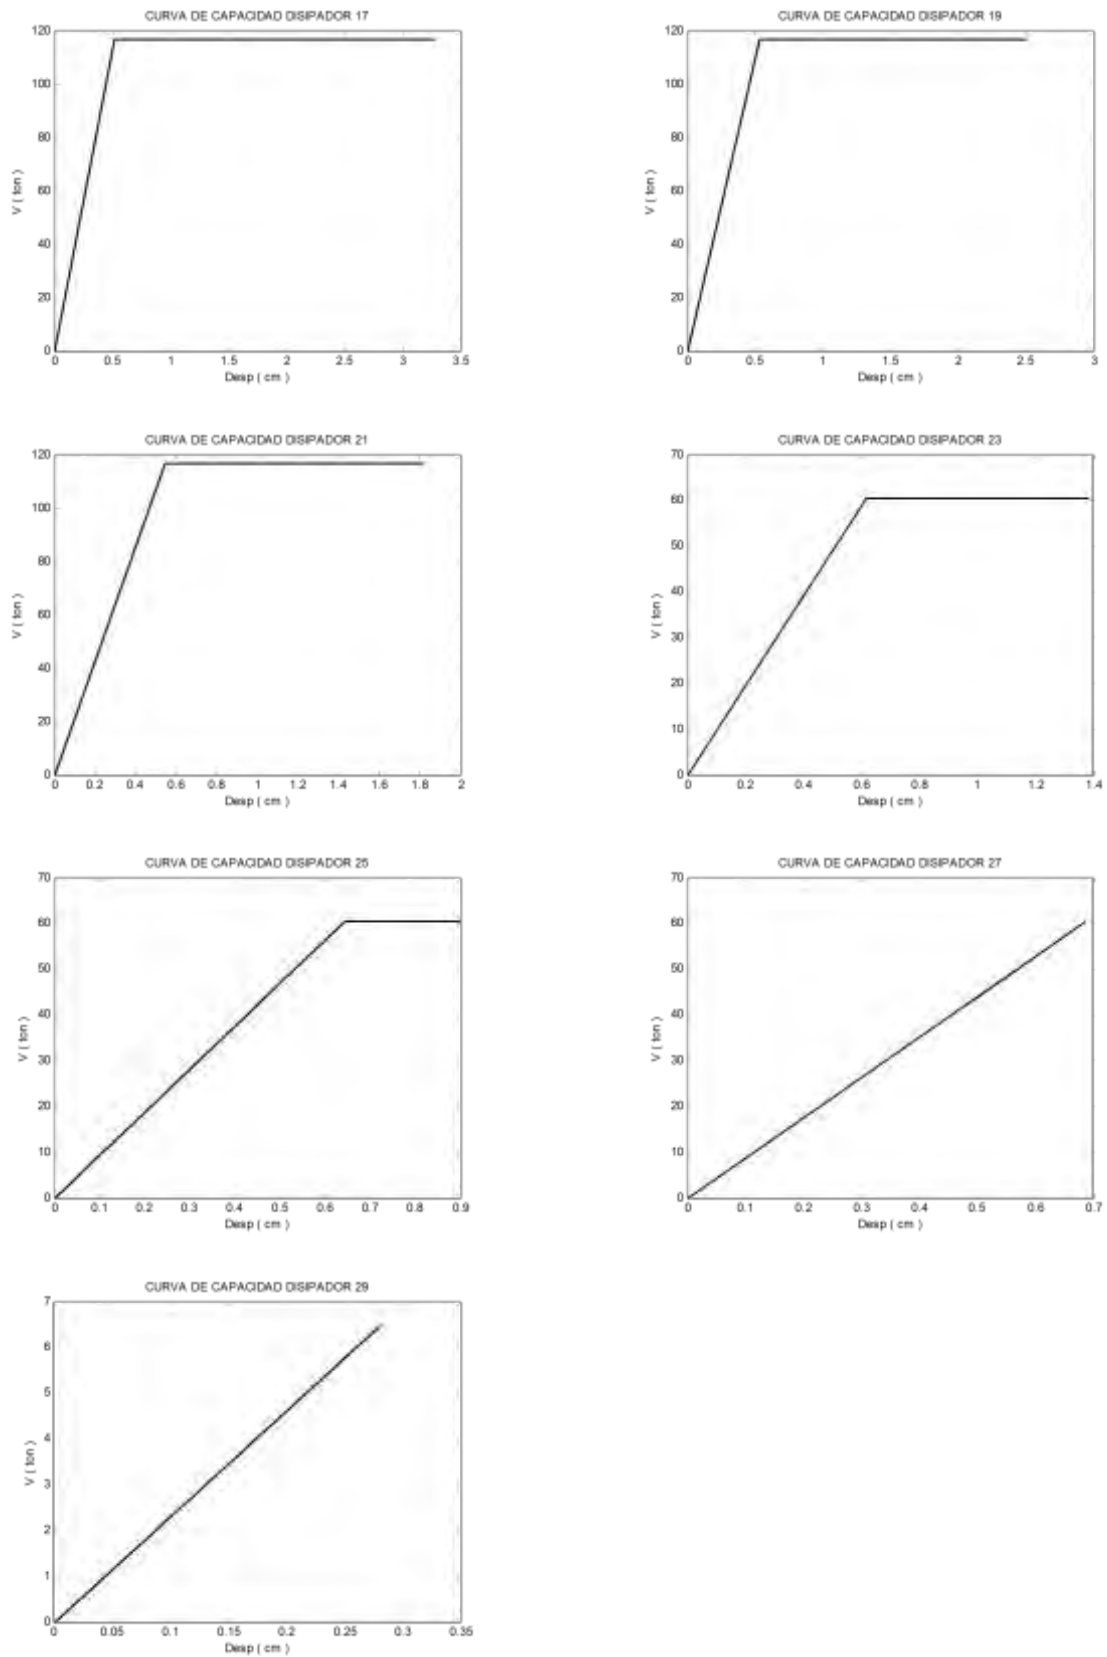 CURVA DE CAPACIDAD DISIPADOR 17
120
100
80
60
40
20
0
V ( ton )
0 0.5 1 1.5 2 2.5 3 3.5
Desp ( cm )
CURVA DE CAPACIDAD DISIPADOR 19
120
100
80
60
40
20
0
V ( ton )
0 0.5 1 1.5 2 2.5 3
Desp ( cm )
CURVA DE CAPACIDAD DISIPADOR 21
120
100
80
60
40
20
0
V ( ton )
0 0.2 0.4 0.6 0.8 1 1.2 1.4 1.6 1.8 2
Desp ( cm )
CURVA DE CAPACIDAD DISIPADOR 23
70
60
50
40
30
20
10
0
V ( ton )
0 0.2 0.4 0.6 0.8 1 1.2 1.4
Desp ( cm )
CURVA DE CAPACIDAD DISIPADOR 25
70
60
50
40
30
20
10
0
V ( ton )
0 0.1 0.2 0.3 0.4 0.5 0.6 0.7 0.8 0.9
Desp ( cm )
CURVA DE CAPACIDAD DISIPADOR 27
70
60
50
40
30
20
10
0
V ( ton )
0 0.1 0.2 0.3 0.4 0.5 0.6 0.7
Desp ( cm )
CURVA DE CAPACIDAD DISIPADOR 29
7
6
5
4
3
2
1
0
V ( ton )
0 0.05 0.1 0.15 0.2 0.25 0.3 0.35
Desp ( cm )